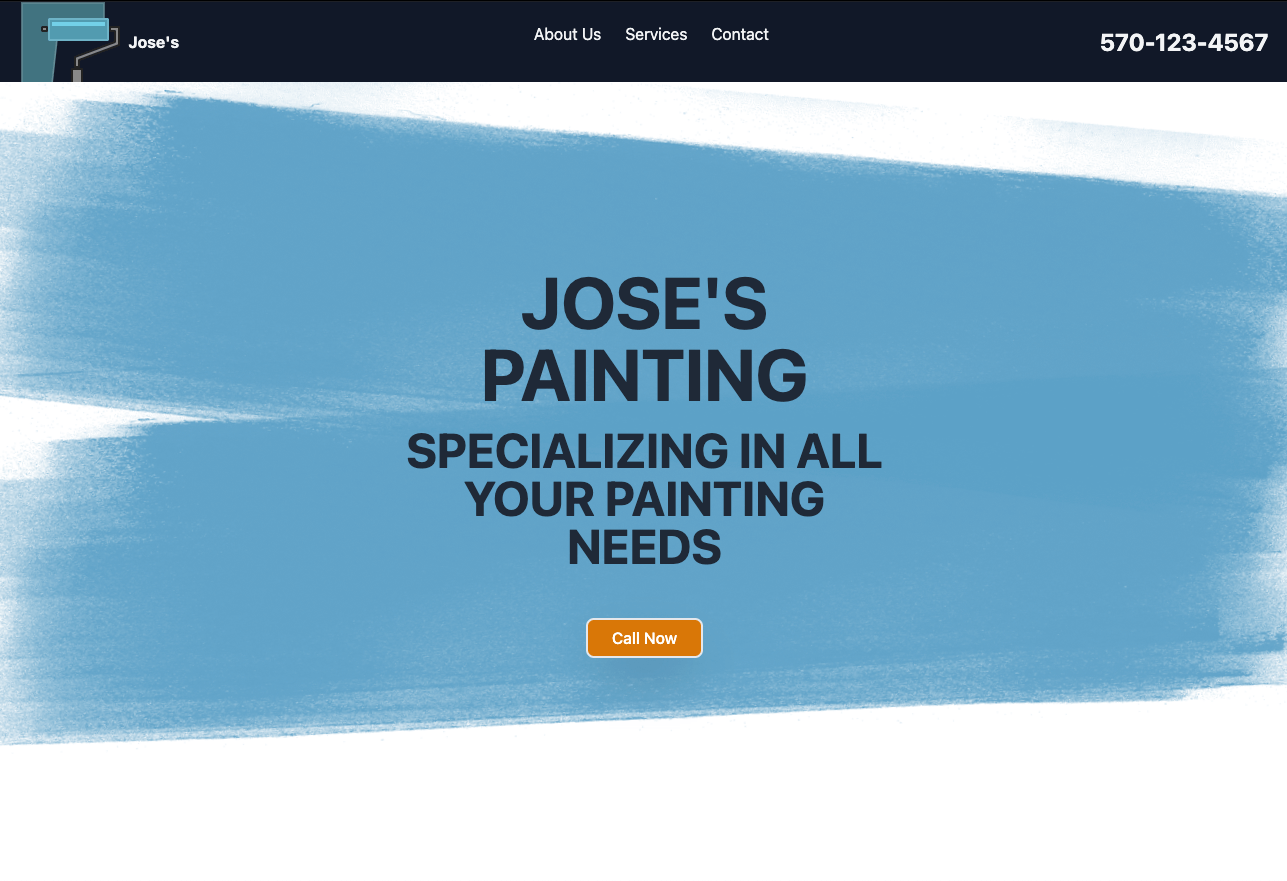 Jose's
About Us Services Contact
570-123-4567
JOSE'S
PAINTING
SPECIALIZING IN ALL
YOUR PAINTING
NEEDS
Call Now